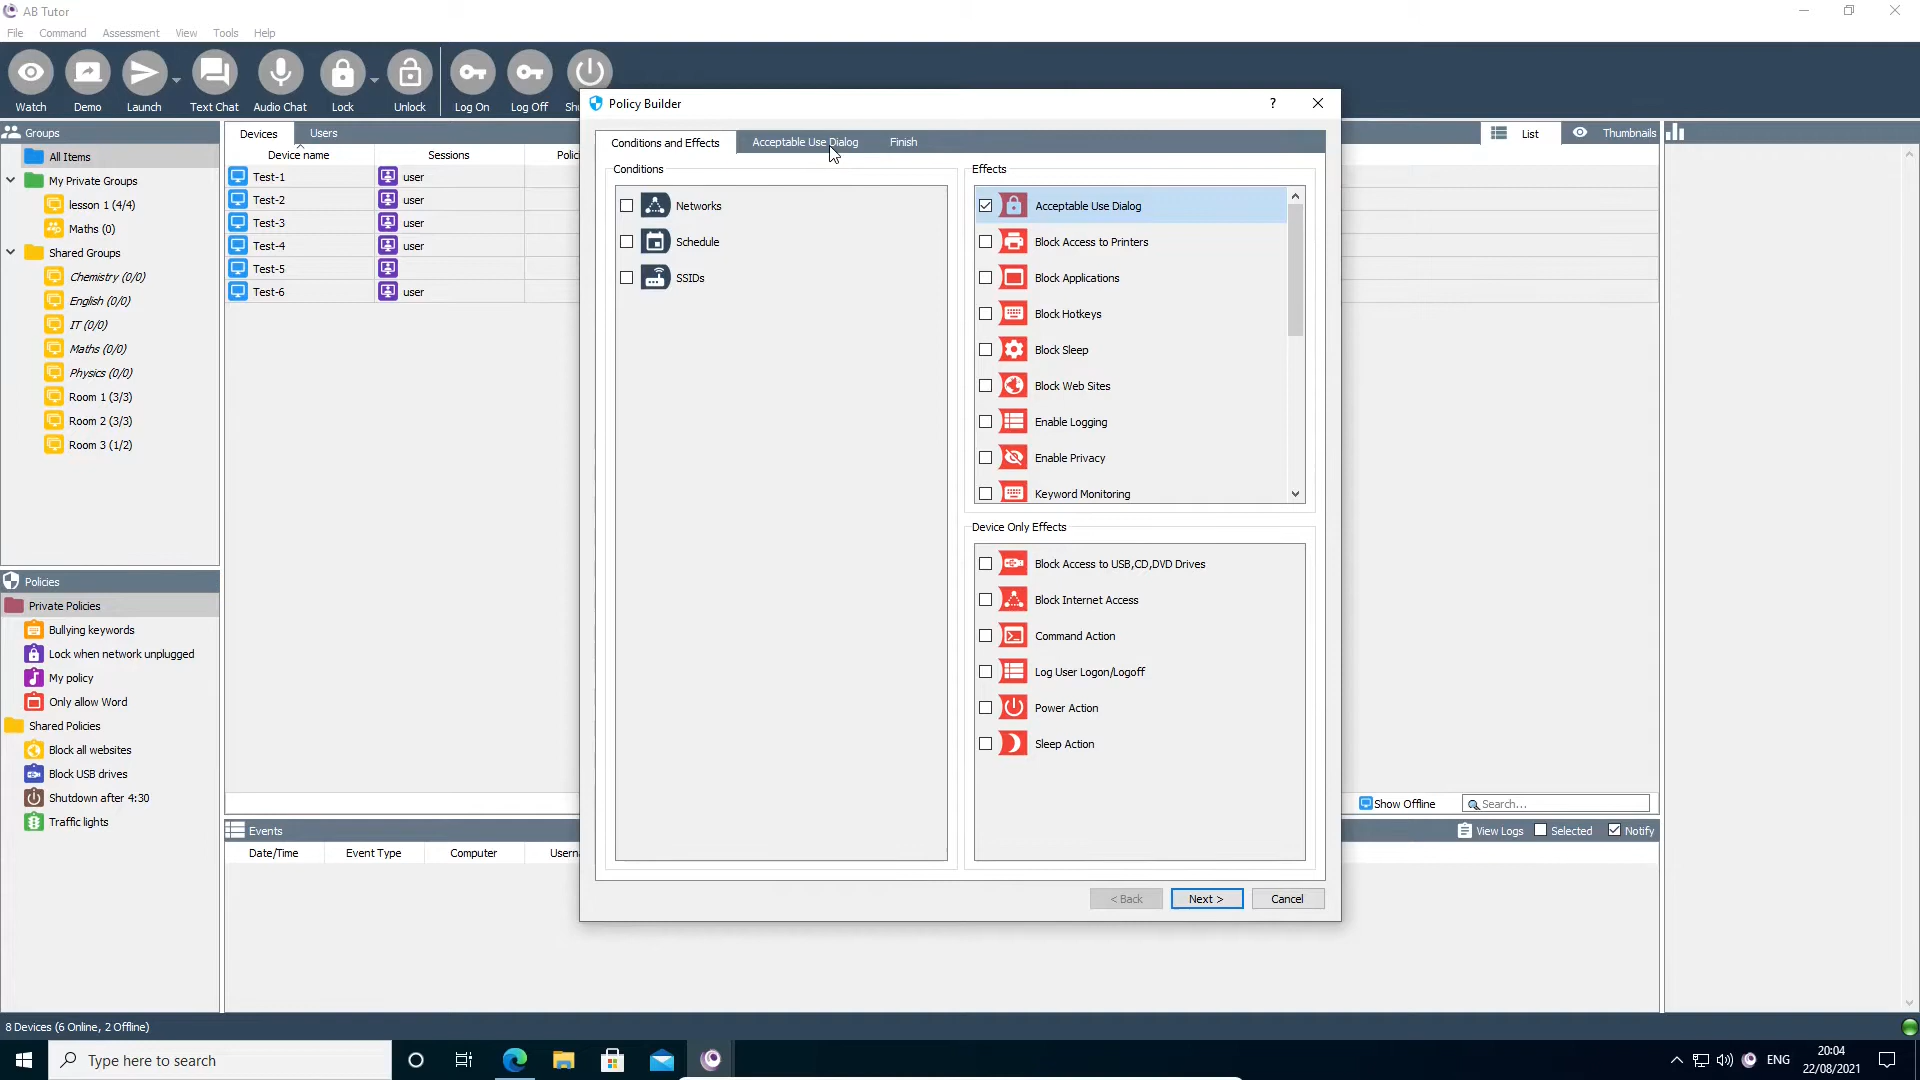 AB Tutor
File Command Assessment View Tools Help
Watch Demo Launch Text Chat Audio Chat Lock Unlock Log On Log Off
Policy Builder
?
Groups
Devices Users
List Thumbnails
Conditions and Effects Acceptable Use Dialog Finish
Device name Sessions
All Items
My Private Groups
lesson 1 (4/4)
Maths (0)
Shared Groups
Chemistry (0/0)
English (0/0)
IT (0/0)
Maths (0/0)
Physics (0/0)
Room 1 (3/3)
Room 2 (3/3)
Room 3 (1/2)
Test-1 user
Test-2 user
Test-3 user
Test-4 user
Test-5
Test-6 user
Conditions
Networks
Schedule
SSIDs
Effects
Acceptable Use Dialog
Block Access to Printers
Block Applications
Block Hotkeys
Block Sleep
Block Web Sites
Enable Logging
Enable Privacy
Keyword Monitoring
Device Only Effects
Block Access to USB,CD,DVD Drives
Block Internet Access
Command Action
Log User Logon/Logoff
Power Action
Sleep Action
< Back Next > Cancel
Policies
Private Policies
Bullying keywords
Lock when network unplugged
My policy
Only allow Word
Shared Policies
Block all websites
Block USB drives
Shutdown after 4:30
Traffic lights
Show Offline Search...
Events
View Logs Selected Notify
Date/Time Event Type Computer
8 Devices (6 Online, 2 Offline)
Type here to search
ENG
20:04
22/08/2021